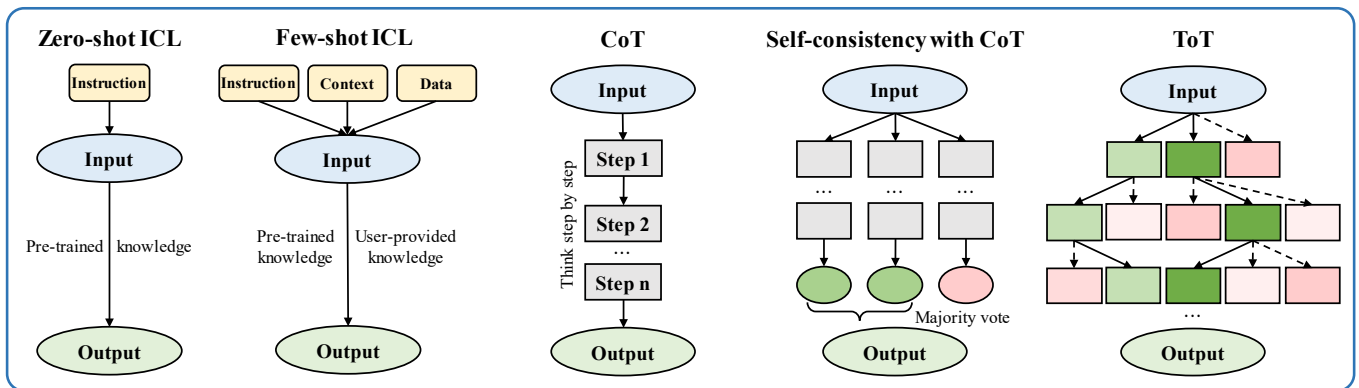 Zero-shot ICL
Instruction
Input
Pre-trained knowledge
Output
Few-shot ICL
Instruction
Context
Data
Input
Pre-trained
knowledge
User-provided
knowledge
Output
CoT
Input
Think step by step
Step 1
Step 2
...
Step n
Output
Self-consistency with CoT
Input
... ... ...
... ... ...
Majority vote
Output
ToT
Input
...
Output